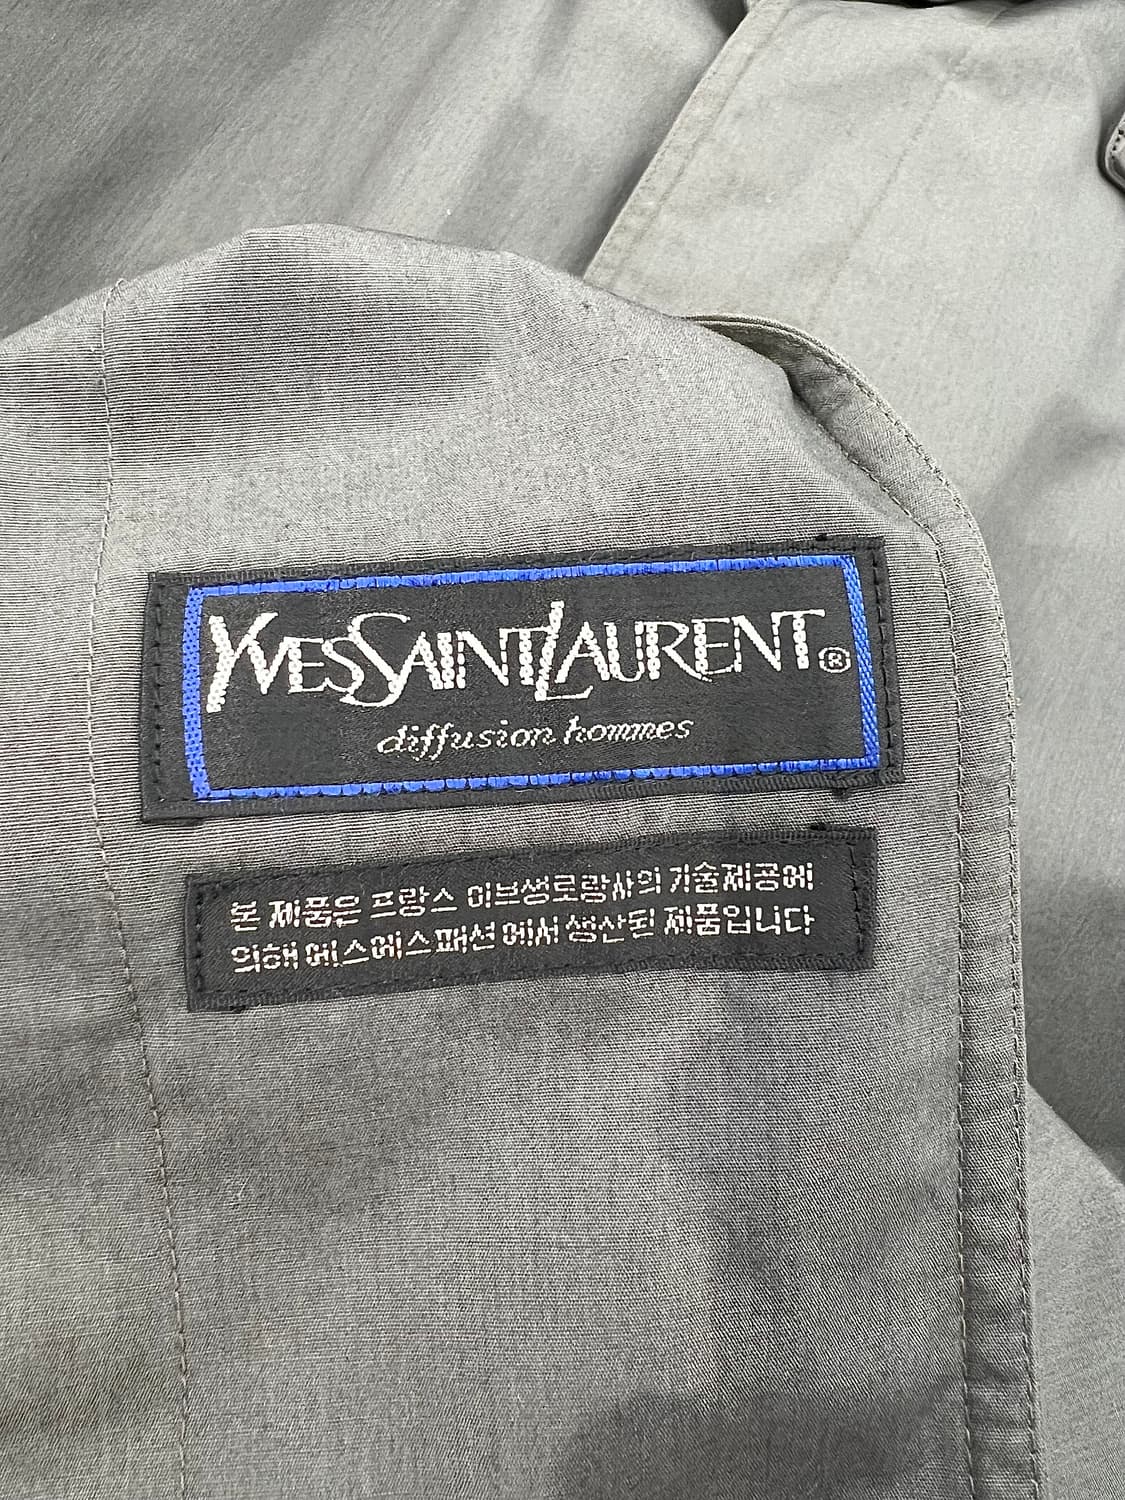 YVESSAINTLAURENT®
diffusion hommes
본 제품은 프랑스 이브생로랑사의 기술제공에
의해 에스에스패션에서 생산된 제품입니다